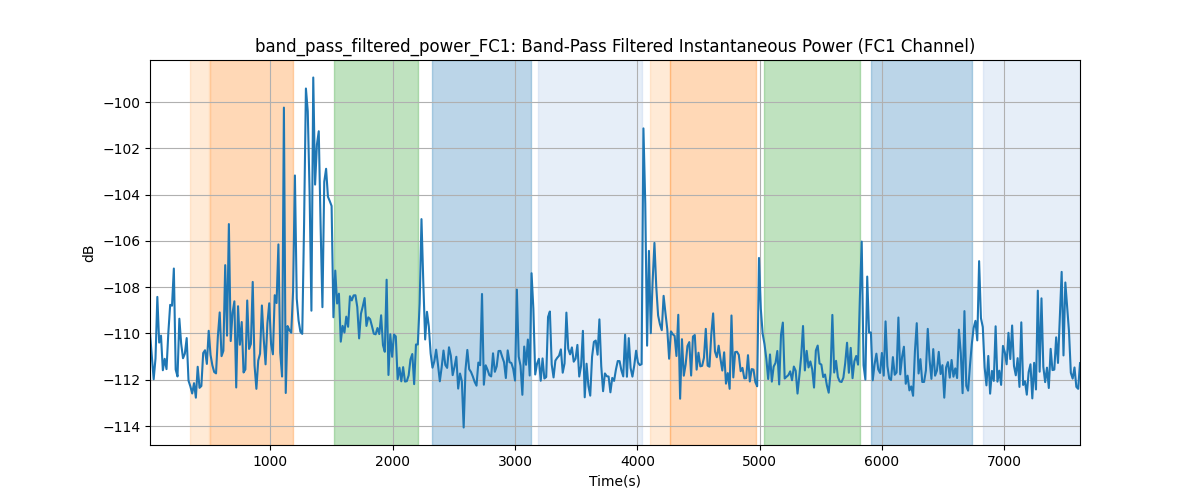 band_pass_filtered_power_FC1: Band-Pass Filtered Instantaneous Power (FC1 Channel)
−100
−102
−104
−106
−108
−110
−112
−114
dB
1000 2000 3000 4000 5000 6000 7000
Time(s)